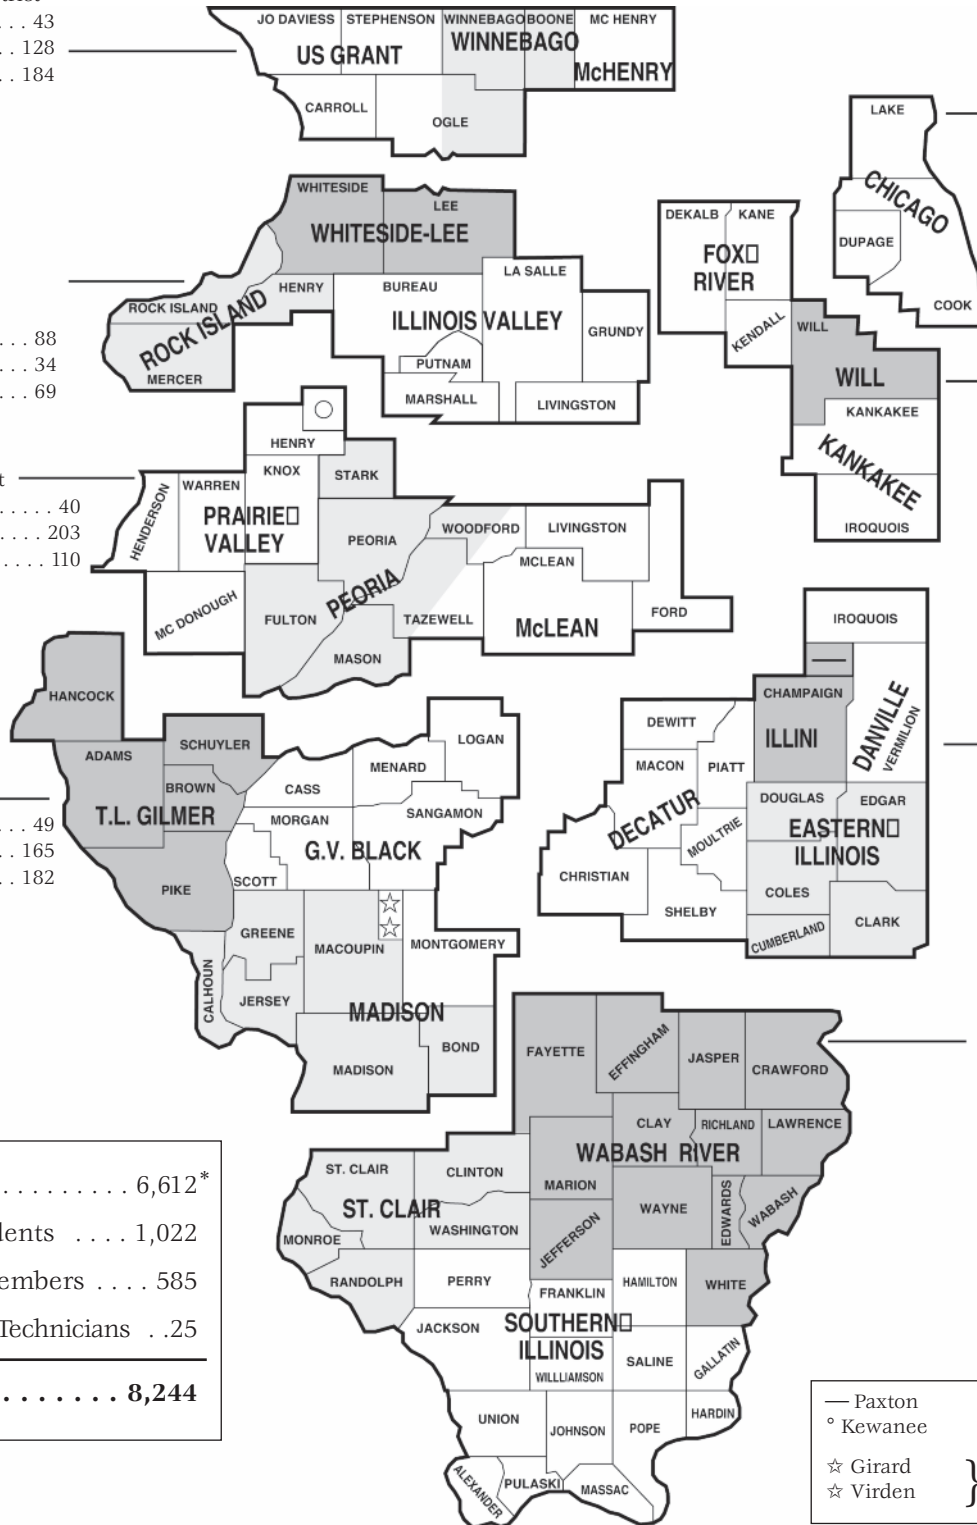 . . . 43
. . 128
. . 184
JO DAVIESS STEPHENSON WINNEBAGO BOONE MC HENRY
US GRANT WINNEBAGO
McHENRY
CARROLL
OGLE
LAKE
CHICAGO
DUPAGE
COOK
WHITESIDE
LEE
WHITESIDE-LEE
DEKALB KANE
FOX
RIVER
KENDALL
WILL
WILL
KANKAKEE
KANKAKEE
IROQUOIS
LA SALLE
HENRY BUREAU
ROCK ISLAND
ROCK ISLAND
ILLINOIS VALLEY
GRUNDY
PUTNAM
MERCER
MARSHALL
LIVINGSTON
. . . 88
. . . 34
. . . 69
HENRY
KNOX
STARK
WARREN
HENDERSON
PRAIRIE
VALLEY
PEORIA
WOODFORD LIVINGSTON
MCLEAN
PEORIA
MC DONOUGH
FULTON
TAZEWELL
McLEAN
FORD
MASON
t
. . . . . 40
. . . 203
. . . . 110
IROQUOIS
HANCOCK
CHAMPAIGN
ILLINI
DANVILLE
VERMILION
DEWITT
MACON PIATT
DECATUR
MOULTRIE
DOUGLAS
EDGAR
EASTERN
ILLINOIS
CHRISTIAN
SHELBY
COLES
CUMBERLAND
CLARK
ADAMS
SCHUYLER
BROWN
T.L. GILMER
PIKE
LOGAN
MENARD
CASS
SANGAMON
MORGAN
G.V. BLACK
SCOTT
. . 49
. . 165
. . 182
GREENE
MACOUPIN
MONTGOMERY
CALHOUN
JERSEY
MADISON
BOND
MADISON
FAYETTE
EFFINGHAM
JASPER
CRAWFORD
CLAY
RICHLAND
LAWRENCE
WABASH RIVER
MARION
WAYNE
EDWARDS
WABASH
JEFFERSON
WHITE
ST. CLAIR
CLINTON
ST. CLAIR
MONROE
WASHINGTON
RANDOLPH
PERRY
FRANKLIN
HAMILTON
JACKSON
SOUTHERN
ILLINOIS
WILLLIAMSON
SALINE
GALLATIN
UNION
JOHNSON
POPE
HARDIN
ALEXANDER
PULASKI
MASSAC
. . . . . . . . . 6,612*
dents . . . . 1,022
embers . . . . 585
Technicians . .25
. . . . . . . 8,244
— Paxton
° Kewanee
☆ Girard }
☆ Virden